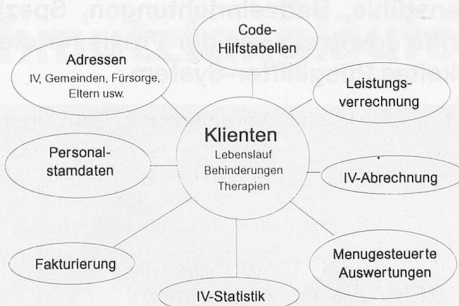 Code-
Hilfstabellen
Adressen
IV, Gemeinden, Fürsorge,
Eltern usw.
Leistungs-
verrechnung
Klienten
Lebenslauf
Behinderungen
Therapien
Personal-
stamdaten
IV-Abrechnung
Fakturierung
Menugesteuerte
Auswertungen
IV-Statistik